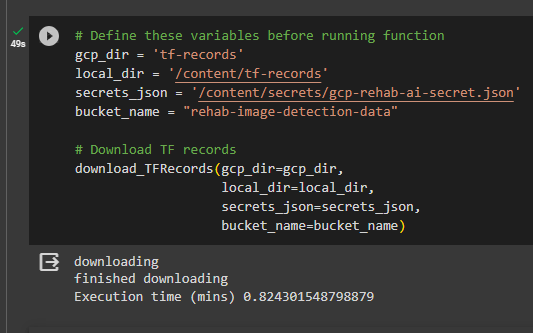 49s
# Define these variables before running function
gcp_dir = 'tf-records'
local_dir = '/content/tf-records'
secrets_json = '/content/secrets/gcp-rehab-ai-secret.json'
bucket_name = "rehab-image-detection-data"

# Download TF records
download_TFRecords(gcp_dir=gcp_dir,
                   local_dir=local_dir,
                   secrets_json=secrets_json,
                   bucket_name=bucket_name)
downloading
finished downloading
Execution time (mins) 0.824301548798879